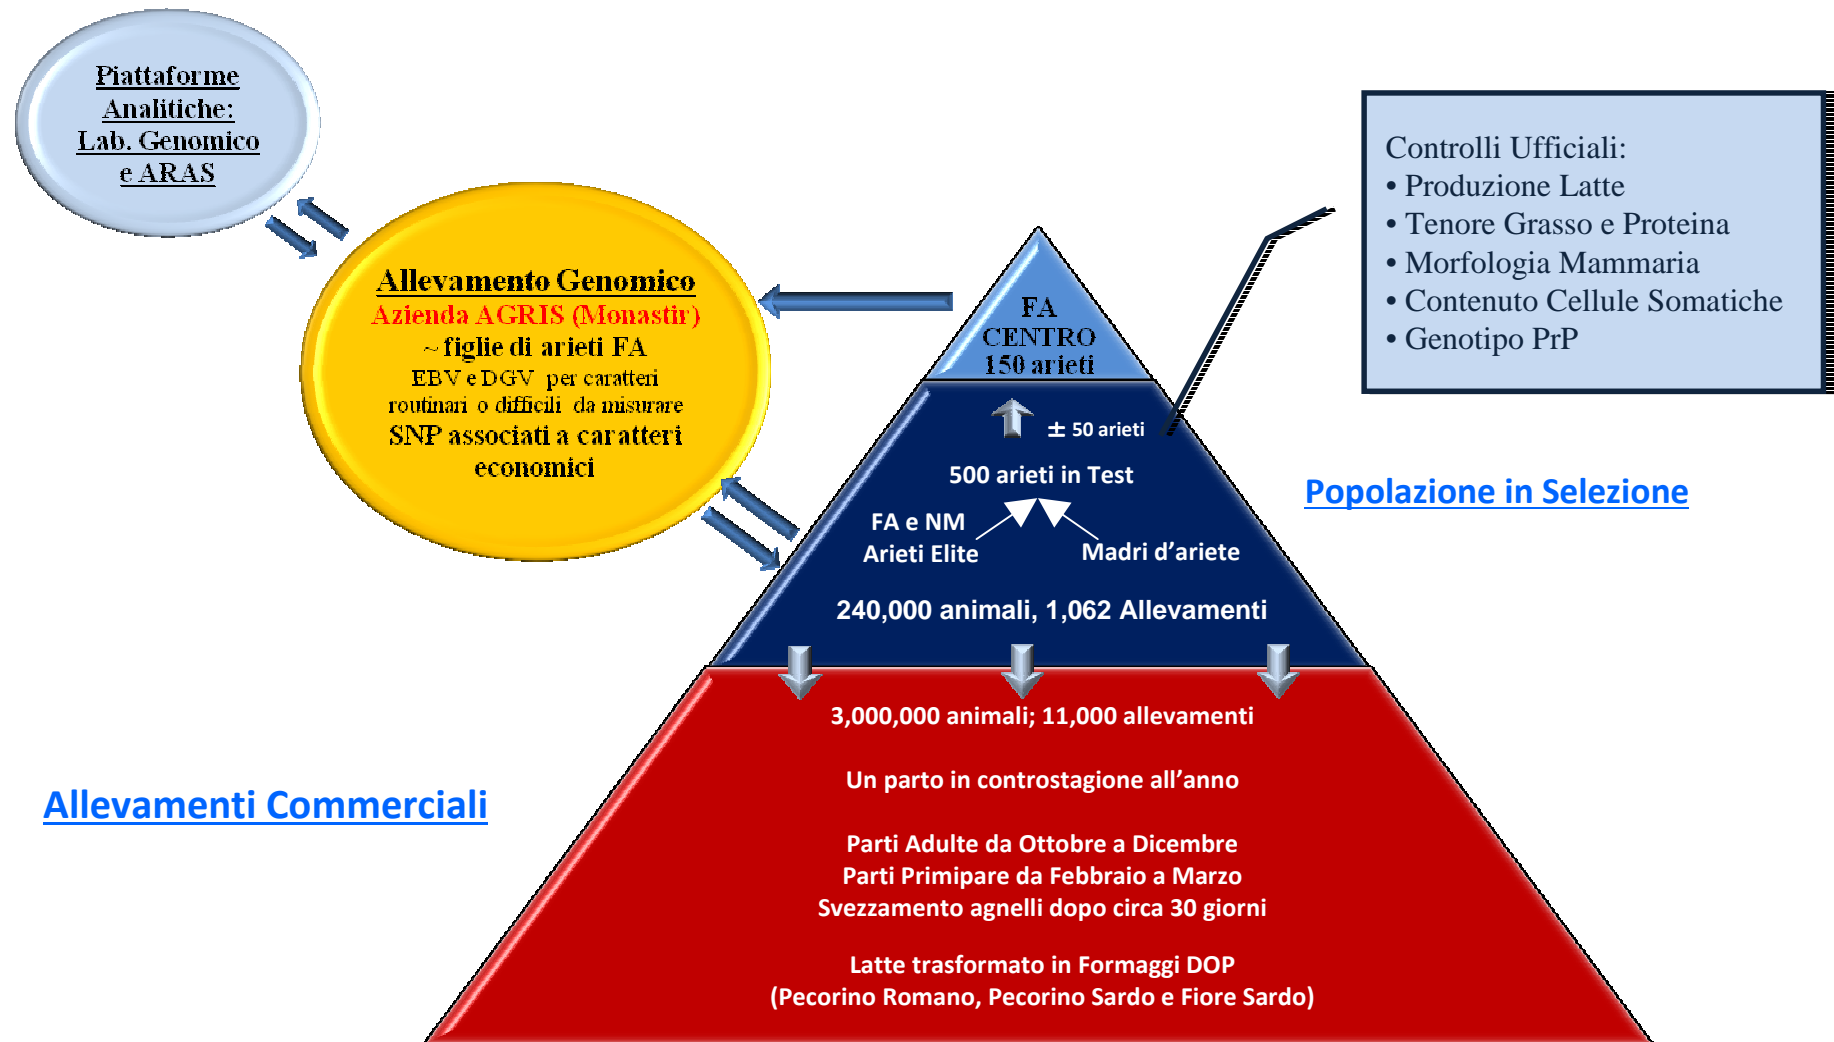 Piattaforme
Analitiche:
Lab. Genomico
e ARAS
Allevamento Genomico
Azienda AGRIS (Monastir)
~ figlie di arieti FA
EBV e DGV per caratteri
routinari o difficili da misurare
SNP associati a caratteri
economici
FA
CENTRO
150 arieti
± 50 arieti
500 arieti in Test
FA e NM
Arieti Elite
Madri d’ariete
240,000 animali, 1,062 Allevamenti
Controlli Ufficiali:
• Produzione Latte
• Tenore Grasso e Proteina
• Morfologia Mammaria
• Contenuto Cellule Somatiche
• Genotipo PrP
Popolazione in Selezione
3,000,000 animali; 11,000 allevamenti
Un parto in controstagione all’anno
Parti Adulte da Ottobre a Dicembre
Parti Primipare da Febbraio a Marzo
Svezzamento agnelli dopo circa 30 giorni
Latte trasformato in Formaggi DOP
(Pecorino Romano, Pecorino Sardo e Fiore Sardo)
Allevamenti Commerciali